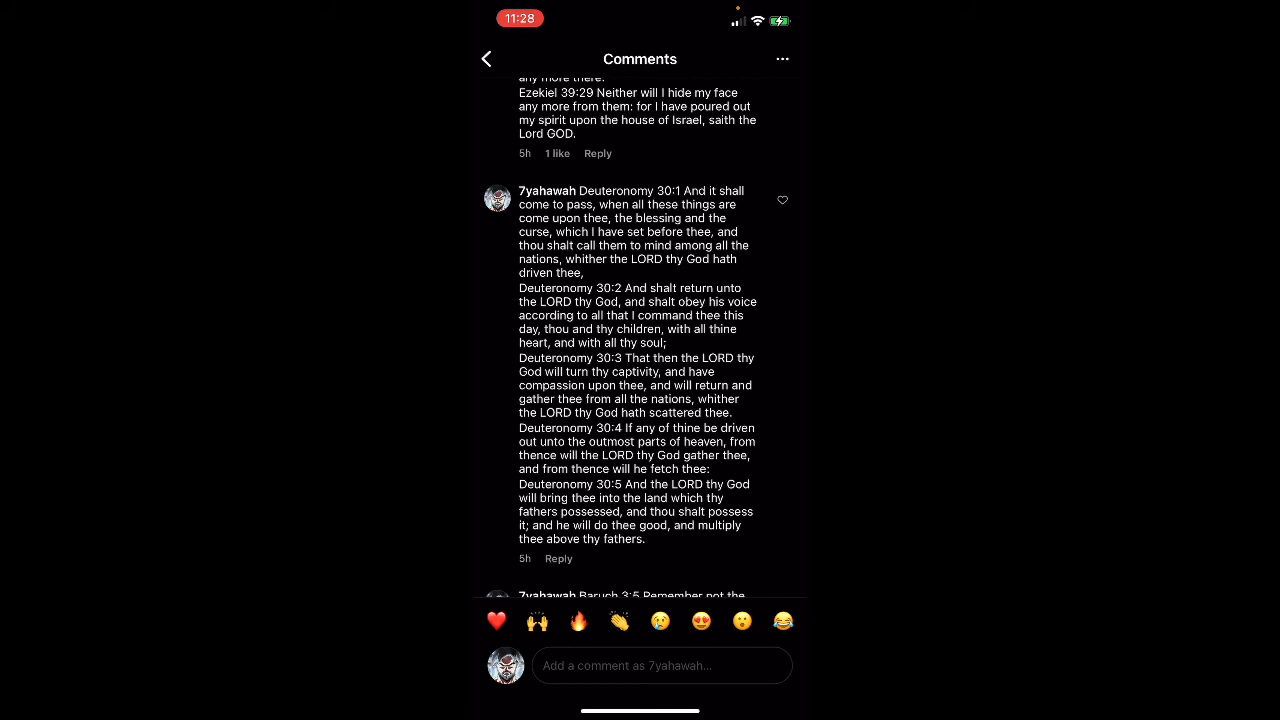 11:28
Comments
any more there:
Ezekiel 39:29 Neither will I hide my face
any more from them: for I have poured out
my spirit upon the house of Israel, saith the
Lord GOD.
5h 1 like Reply
7yahawah Deuteronomy 30:1 And it shall
come to pass, when all these things are
come upon thee, the blessing and the
curse, which I have set before thee, and
thou shalt call them to mind among all the
nations, whither the LORD thy God hath
driven thee,
Deuteronomy 30:2 And shalt return unto
the LORD thy God, and shalt obey his voice
according to all that I command thee this
day, thou and thy children, with all thine
heart, and with all thy soul;
Deuteronomy 30:3 That then the LORD thy
God will turn thy captivity, and have
compassion upon thee, and will return and
gather thee from all the nations, whither
the LORD thy God hath scattered thee.
Deuteronomy 30:4 If any of thine be driven
out unto the outmost parts of heaven, from
thence will the LORD thy God gather thee,
and from thence will he fetch thee:
Deuteronomy 30:5 And the LORD thy God
will bring thee into the land which thy
fathers possessed, and thou shalt possess
it; and he will do thee good, and multiply
thee above thy fathers.
5h Reply
7yahawah Baruch 3:5 Remember not the
Add a comment as 7yahawah...